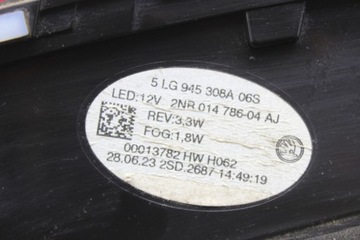 5 LG 945 308A 06S
LED:12V 2NR 014 786-04 AJ
REV:3,3W
FOG:1,8W
00013782 HW H062
28.06.23 2SD.2687 14:49:19